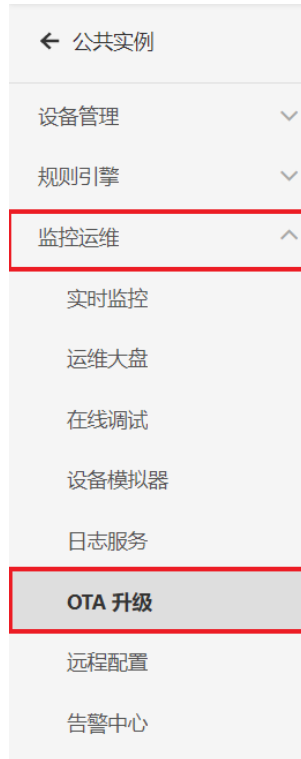 公共实例
设备管理
规则引擎
监控运维
实时监控
运维大盘
在线调试
设备模拟器
日志服务
OTA 升级
远程配置
告警中心